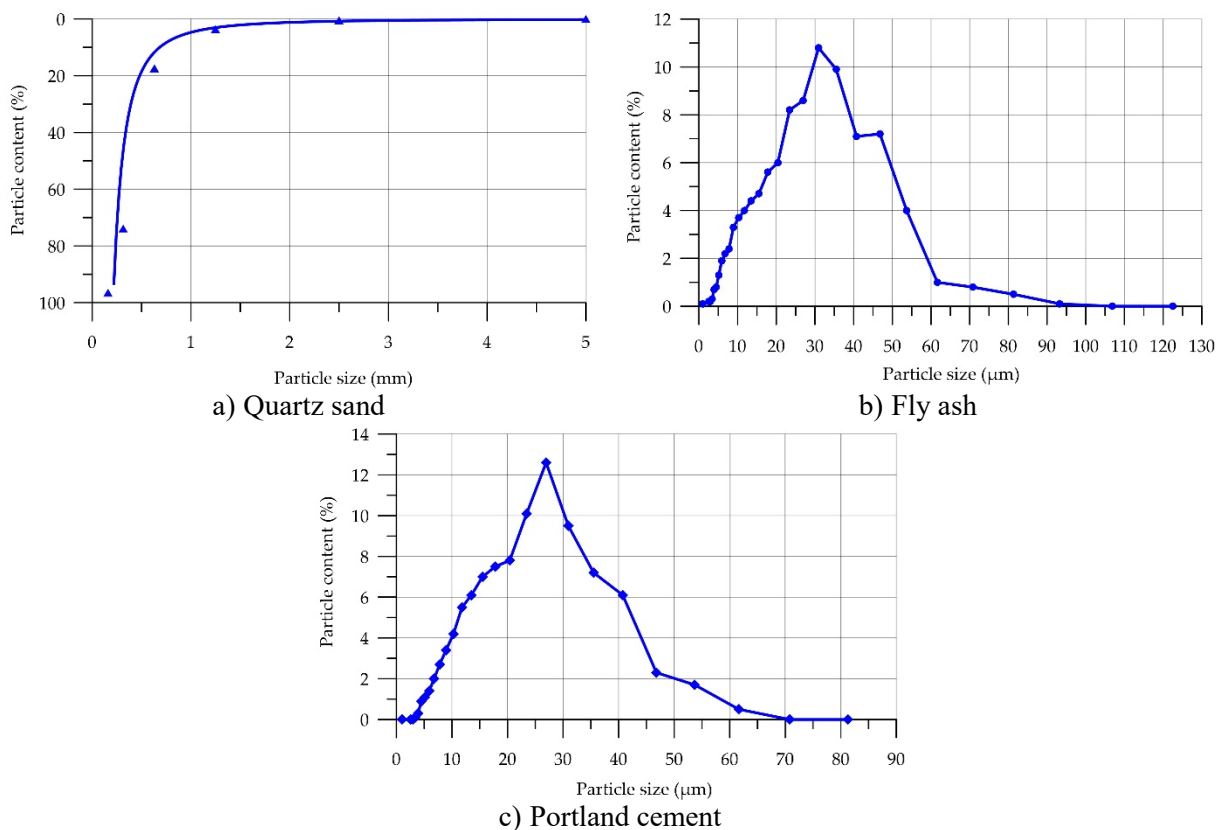 0
20
40
60
80
100
Particle content (%)
0 1 2 3 4 5
Particle size (mm)
a) Quartz sand
12
10
8
6
4
2
0
Particle content (%)
0 10 20 30 40 50 60 70 80 90 100 110 120 130
Particle size (μm)
b) Fly ash
14
12
10
8
6
4
2
0
Particle content (%)
0 10 20 30 40 50 60 70 80 90
Particle size (μm)
c) Portland cement